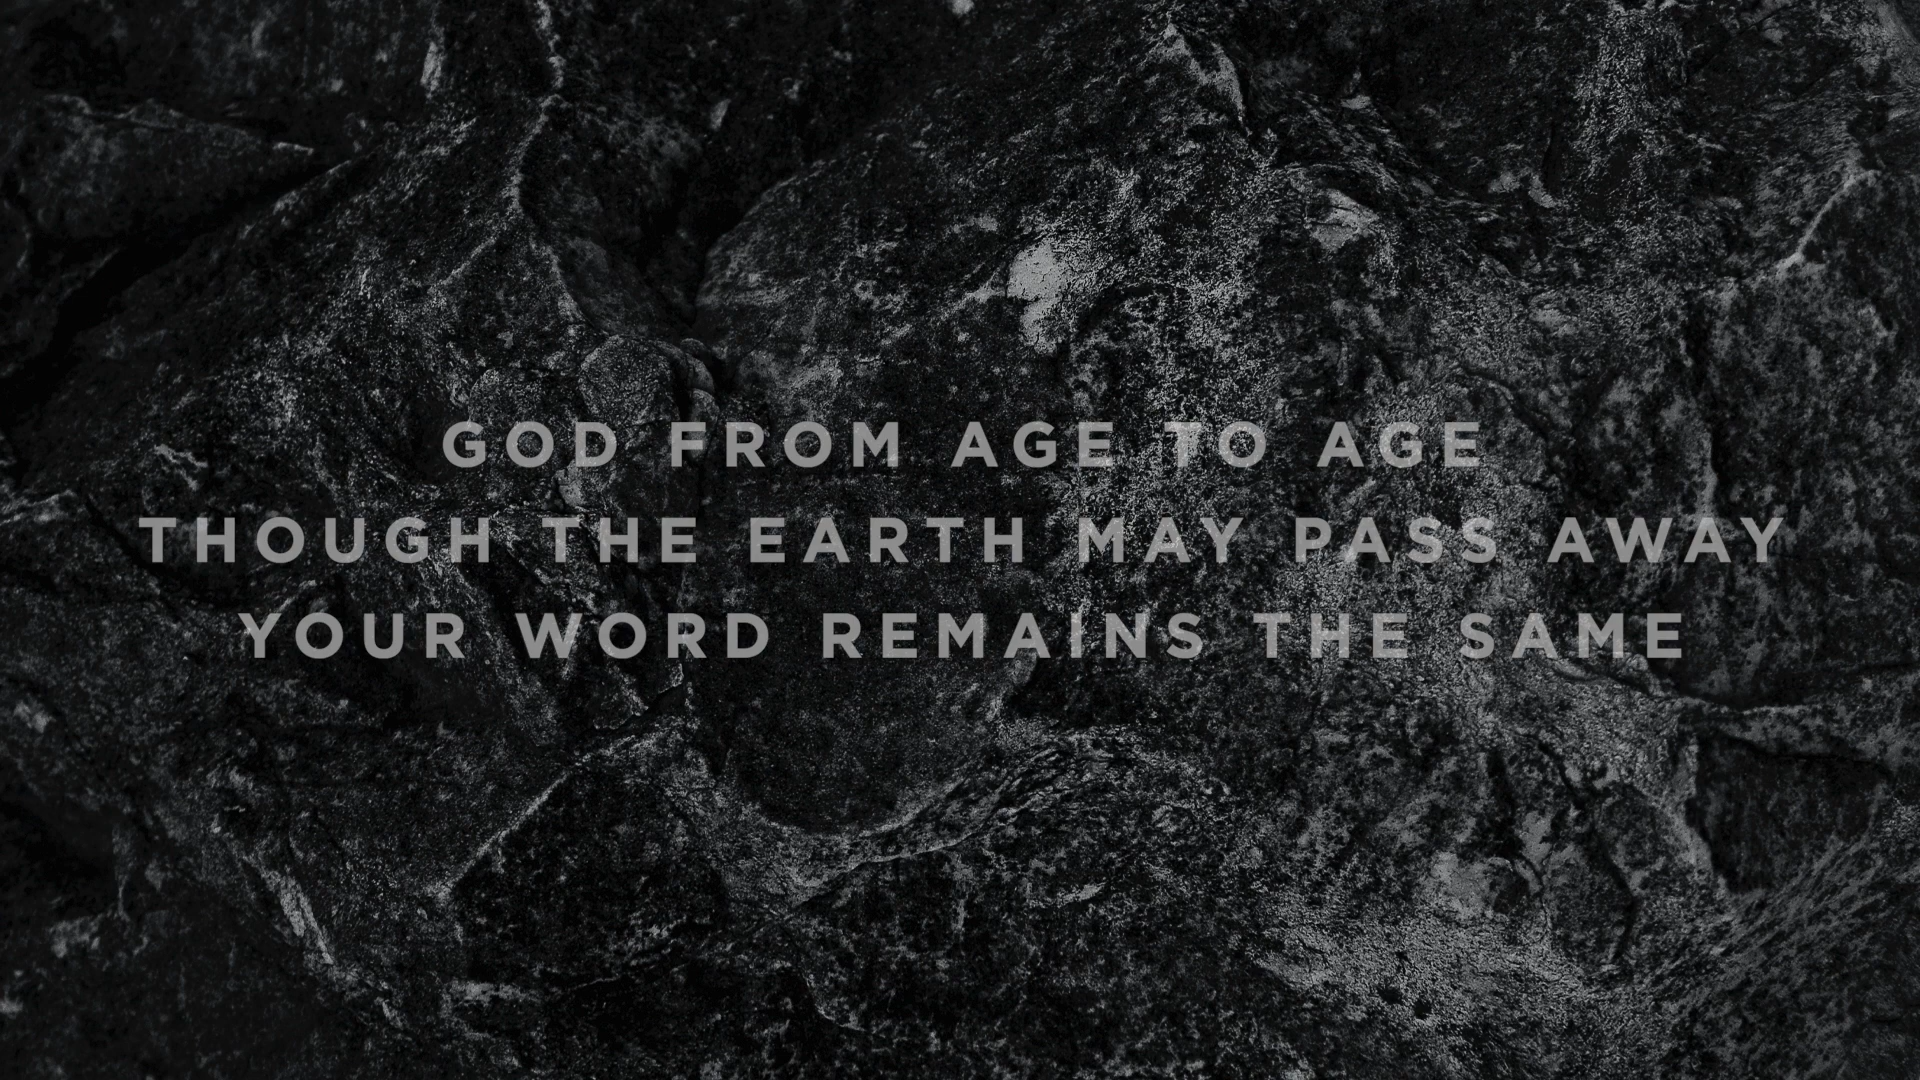 GOD FROM AGE TO AGE
THOUGH THE EARTH MAY PASS AWAY
YOUR WORD REMAINS THE SAME